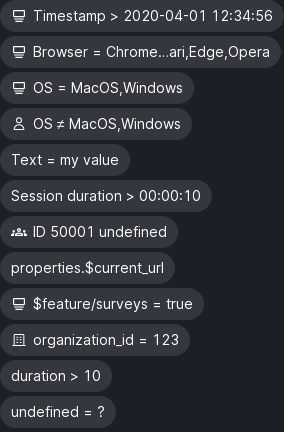 Timestamp > 2020-04-01 12:34:56
Browser = Chrome...ari,Edge,Opera
OS = MacOS,Windows
OS ≠ MacOS,Windows
Text = my value
Session duration > 00:00:10
ID 50001 undefined
properties.$current_url
$feature/surveys = true
organization_id = 123
duration > 10
undefined = ?